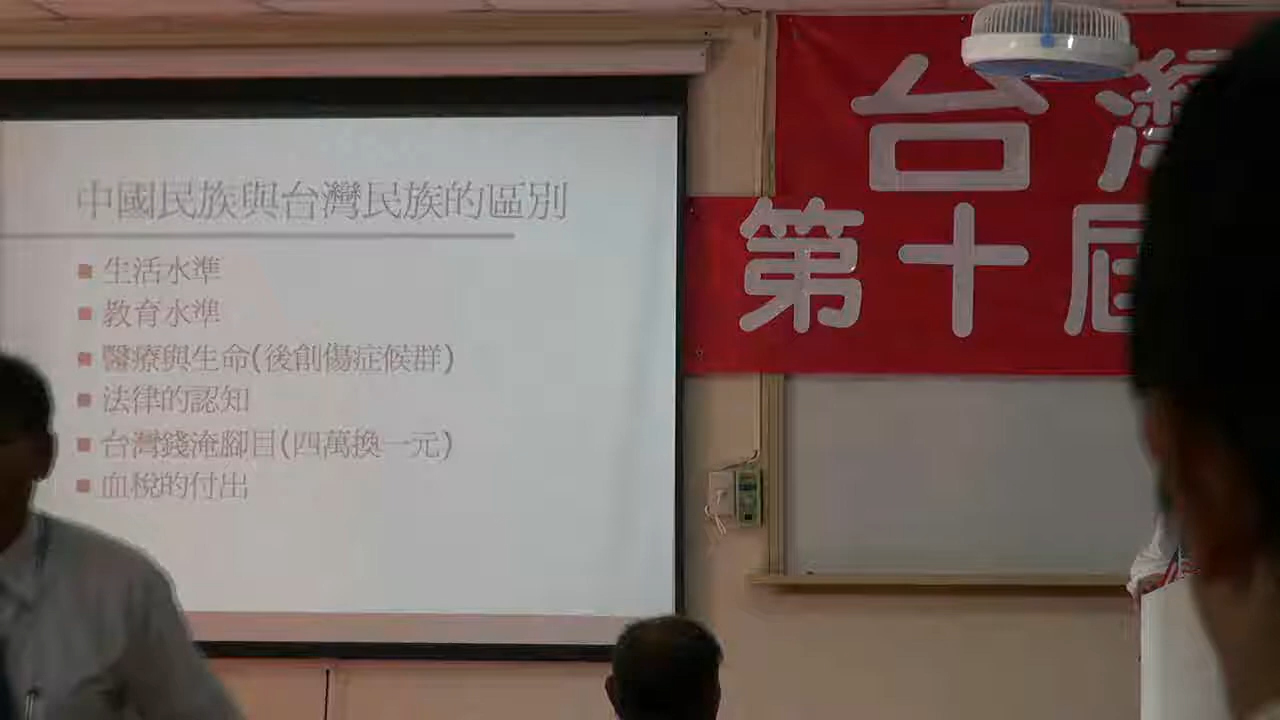 中國民族與台灣民族的區別
生活水準
教育水準
醫療與生命(後創傷症候群)
法律的認知
台灣錢淹腳目(四萬換一元)
血稅的付出
台灣
第十屆